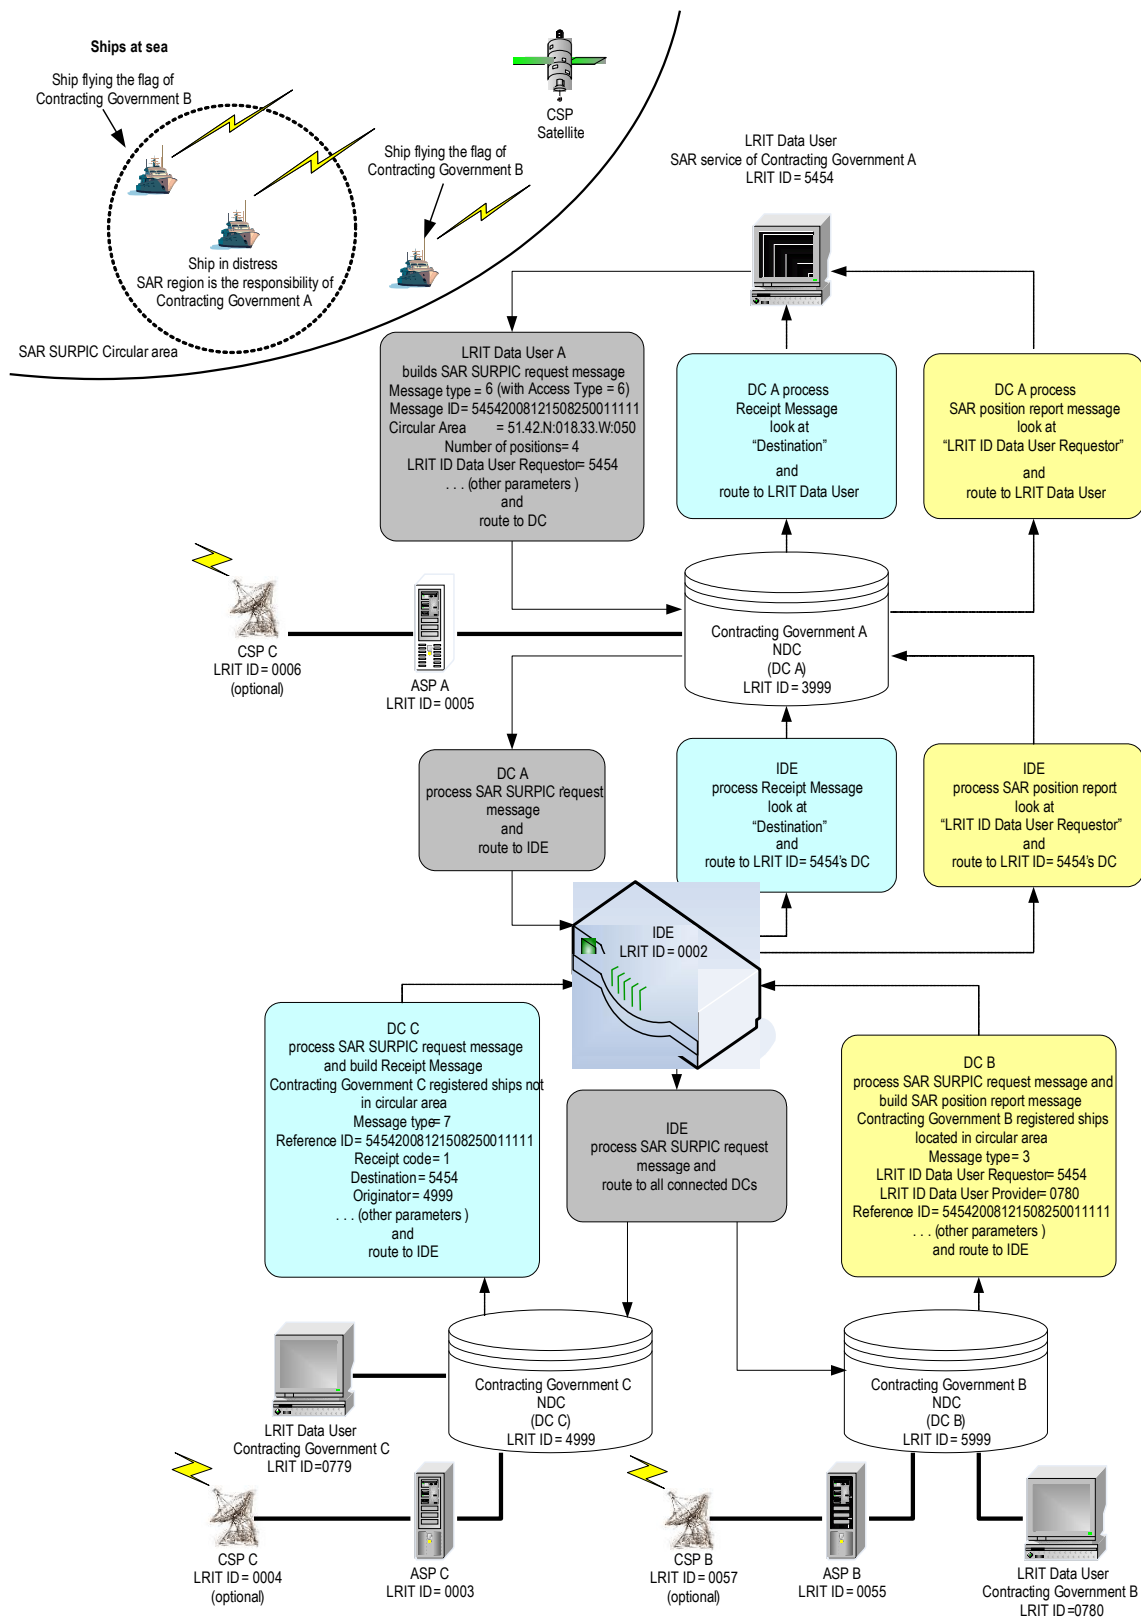 Ships at sea
Ship flying the flag of
Contracting Government B
CSP
Satellite
Ship flying the flag of
Contracting Government B
Ship in distress
SAR region is the responsibility of
Contracting Government A
SAR SURPIC Circular area
LRIT Data User
SAR service of Contracting Government A
LRIT ID = 5454
LRIT Data User A
builds SAR SURPIC request message
Message type = 6 (with Access Type = 6)
Message ID= 54542008121508250011111
Circular Area = 51.42.N:018.33.W:050
Number of positions= 4
LRIT ID Data User Requestor= 5454
. . . (other parameters )
and
route to DC
DC A process
Receipt Message
look at
“Destination”
and
route to LRIT Data User
DC A process
SAR position report message
look at
“LRIT ID Data User Requestor”
and
route to LRIT Data User
CSP C
LRIT ID = 0006
(optional)
ASP A
LRIT ID = 0005
Contracting Government A
NDC
(DC A)
LRIT ID = 3999
DC A
process SAR SURPIC request
message
and
route to IDE
IDE
process Receipt Message
look at
“Destination”
and
route to LRIT ID= 5454’s DC
IDE
process SAR position report
look at
“LRIT ID Data User Requestor”
and
route to LRIT ID= 5454’s DC
IDE
LRIT ID = 0002
DC C
process SAR SURPIC request message
and build Receipt Message
Contracting Government C registered ships not
in circular area
Message type= 7
Reference ID= 54542008121508250011111
Receipt code= 1
Destination= 5454
Originator= 4999
. . . (other parameters )
and
route to IDE
IDE
process SAR SURPIC request
message and
route to all connected DCs
DC B
process SAR SURPIC request message and
build SAR position report message
Contracting Government B registered ships
located in circular area
Message type = 3
LRIT ID Data User Requestor= 5454
LRIT ID Data User Provider= 0780
Reference ID= 54542008121508250011111
. . . (other parameters )
and route to IDE
LRIT Data User
Contracting Government C
LRIT ID =0779
Contracting Government C
NDC
(DC C)
LRIT ID = 4999
Contracting Government B
NDC
(DC B)
LRIT ID = 5999
CSP C
LRIT ID = 0004
(optional)
ASP C
LRIT ID = 0003
CSP B
LRIT ID = 0057
(optional)
ASP B
LRIT ID = 0055
LRIT Data User
Contracting Government B
LRIT ID =0780